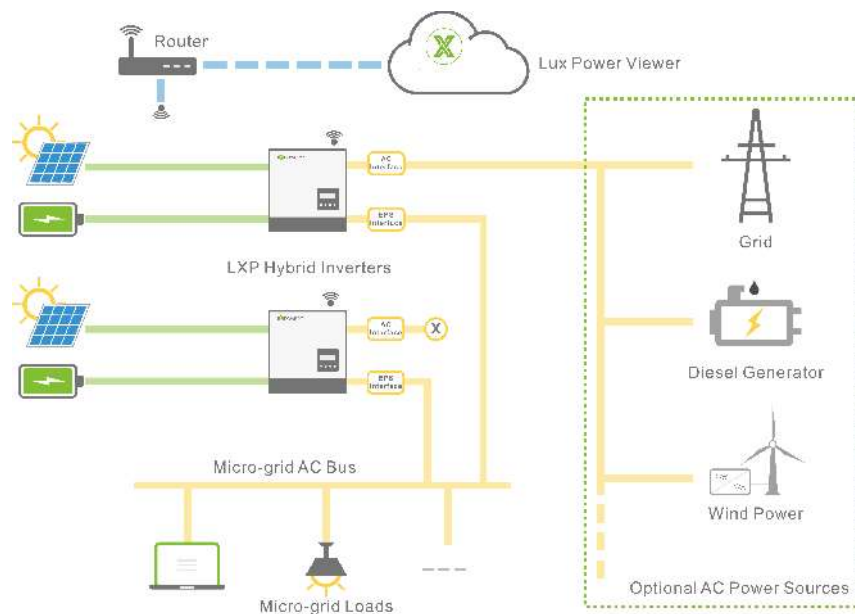 Router
Lux Power Viewer
AC
Interface
EPS
Interface
Grid
LXP Hybrid Inverters
AC
Interface
X
EPS
Interface
Diesel Generator
Micro-grid AC Bus
Wind Power
Optional AC Power Sources
Micro-grid Loads